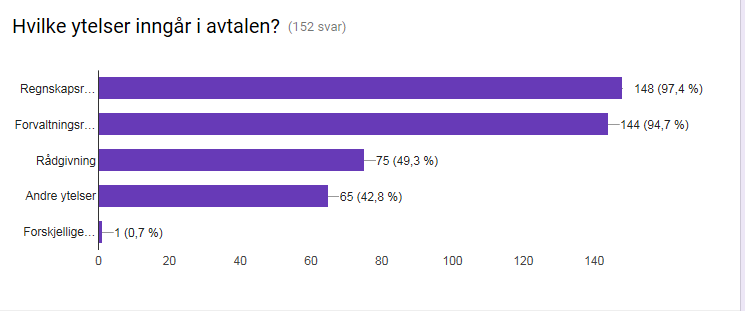 Hvilke ytelser inngår i avtalen? (152 svar)
Regnskapsr… 148 (97,4 %)
Forvaltningsr… 144 (94,7 %)
Rådgivning 75 (49,3 %)
Andre ytelser 65 (42,8 %)
Forskjellige… 1 (0,7 %)
0 20 40 60 80 100 120 140